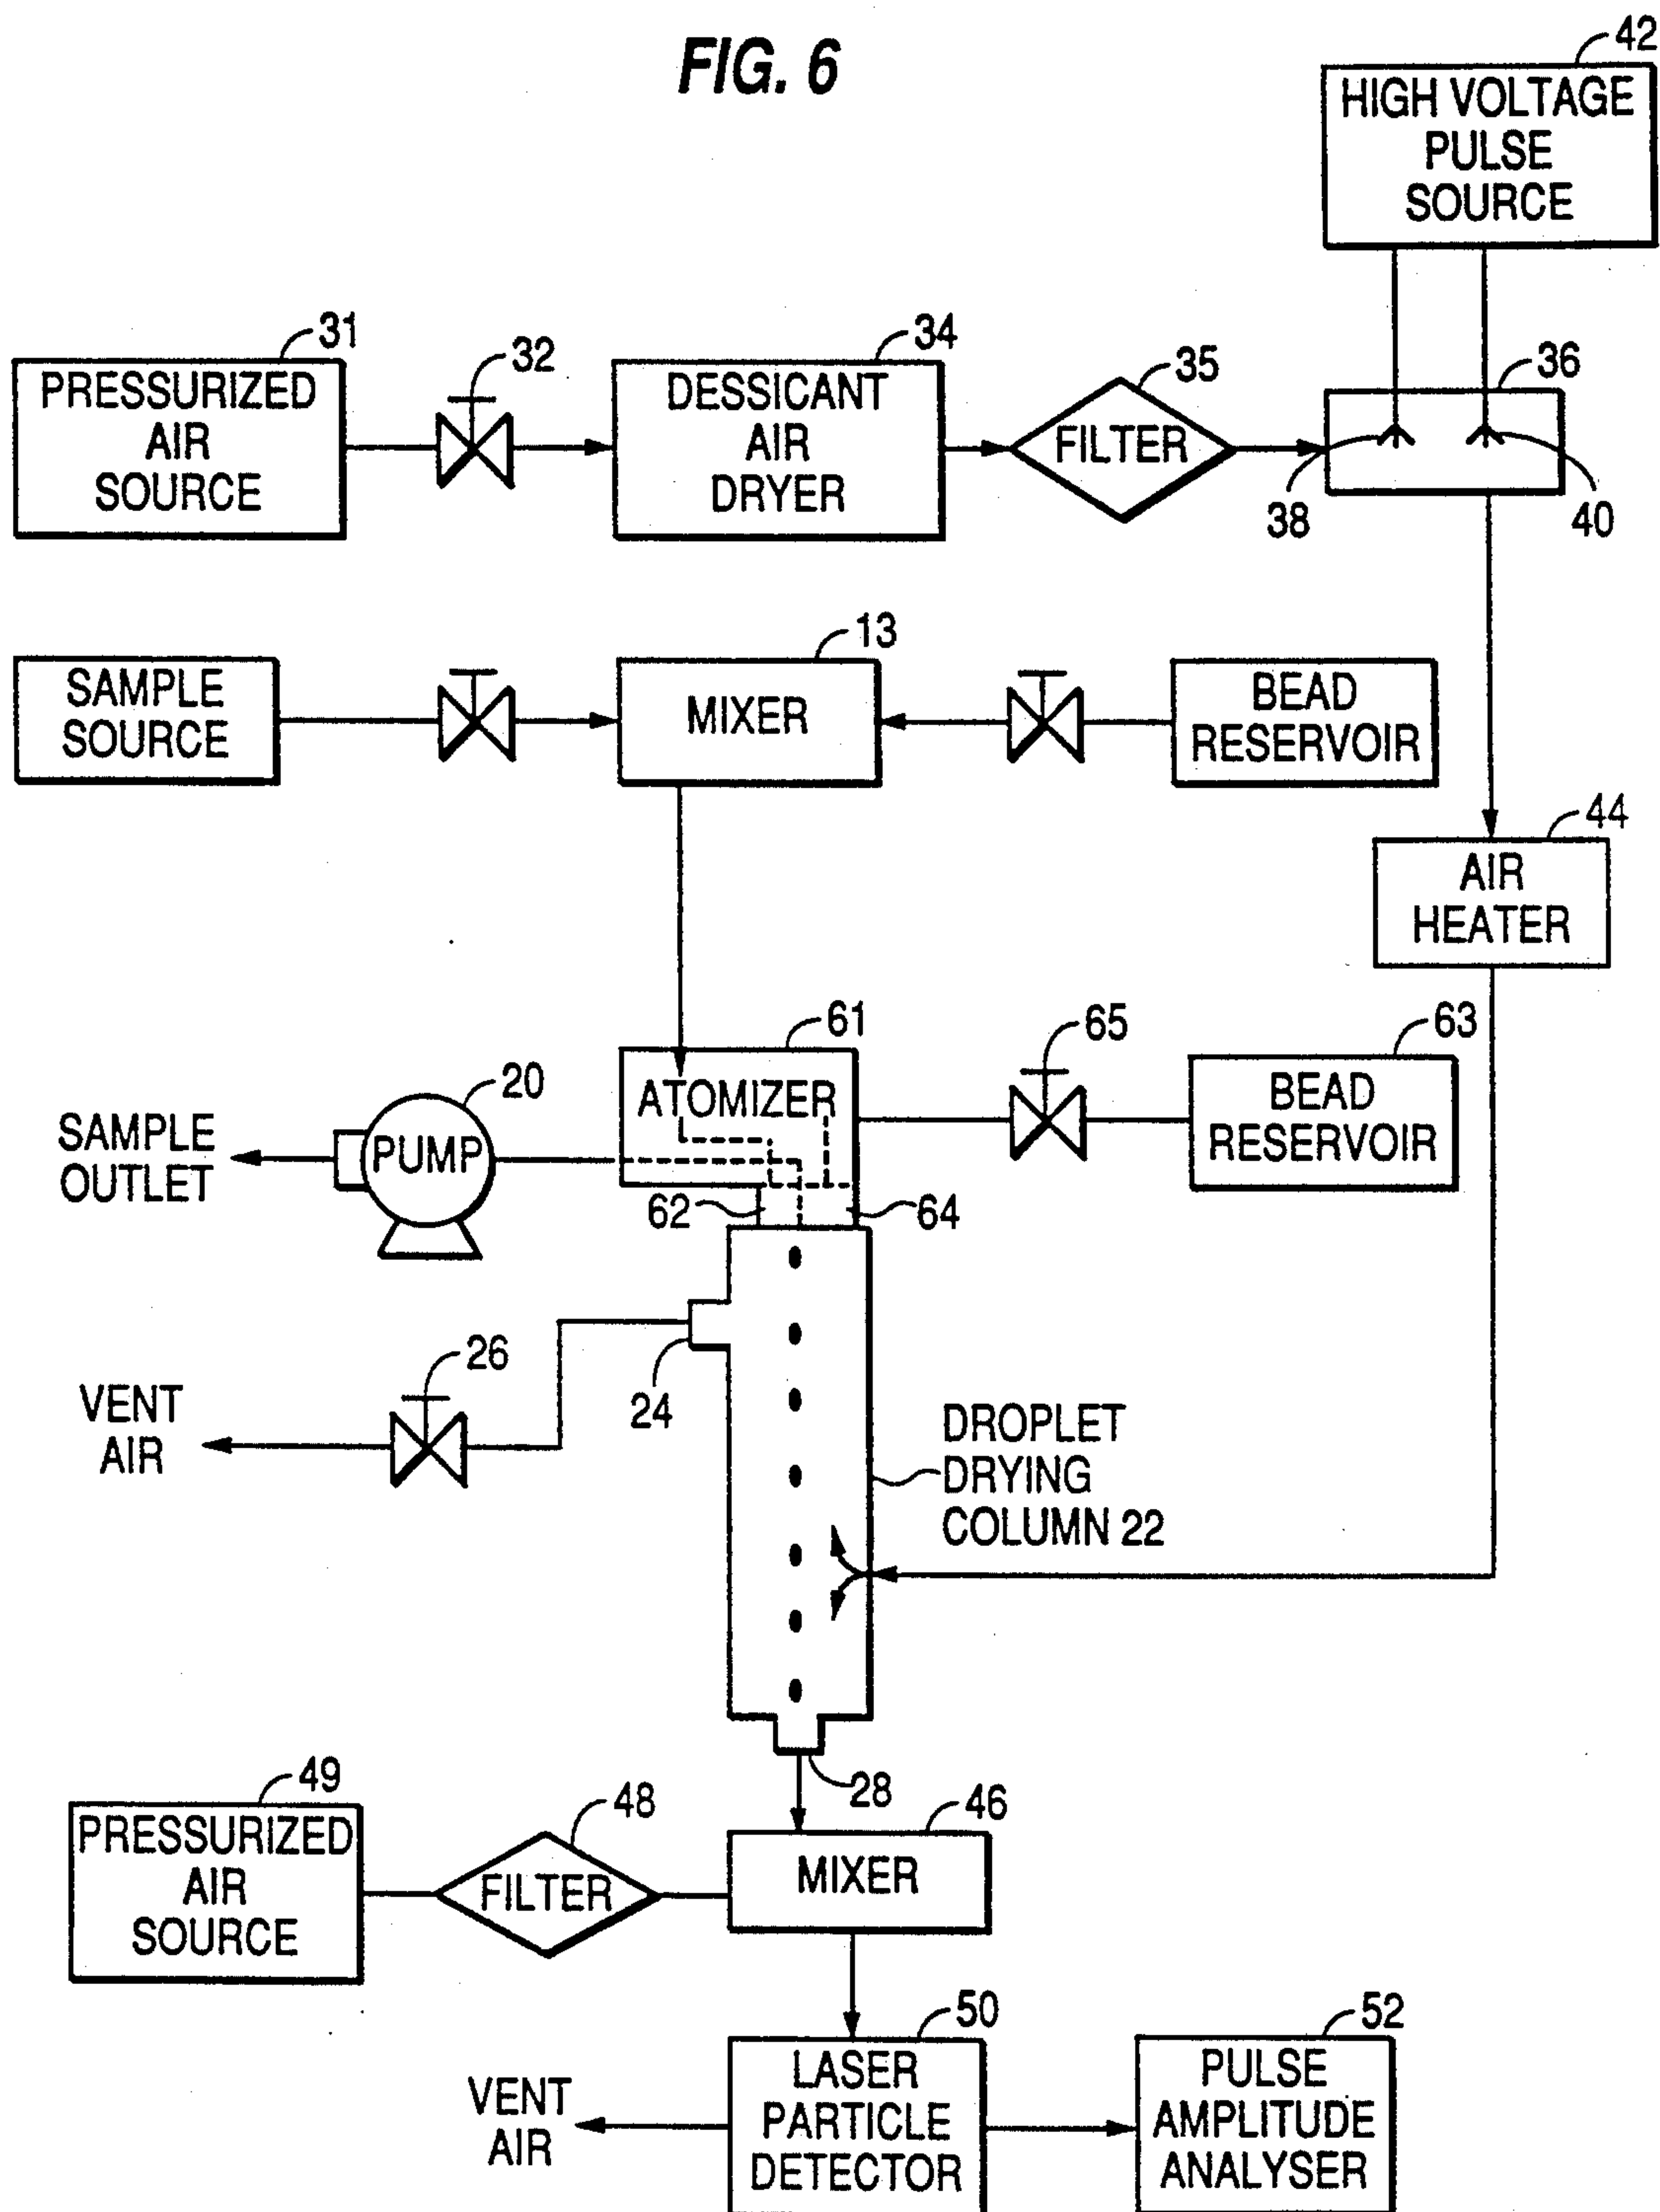 FIG. 6
42
HIGH VOLTAGE
PULSE
SOURCE
31
PRESSURIZED
AIR
SOURCE
32
34
DESSICANT
AIR
DRYER
35
FILTER
36
38
40
SAMPLE
SOURCE
13
MIXER
BEAD
RESERVOIR
44
AIR
HEATER
61
ATOMIZER
65
63
BEAD
RESERVOIR
20
PUMP
SAMPLE
OUTLET
62
64
24
26
VENT
AIR
DROPLET
DRYING
COLUMN 22
28
49
PRESSURIZED
AIR
SOURCE
48
FILTER
46
MIXER
50
LASER
PARTICLE
DETECTOR
VENT
AIR
52
PULSE
AMPLITUDE
ANALYSER